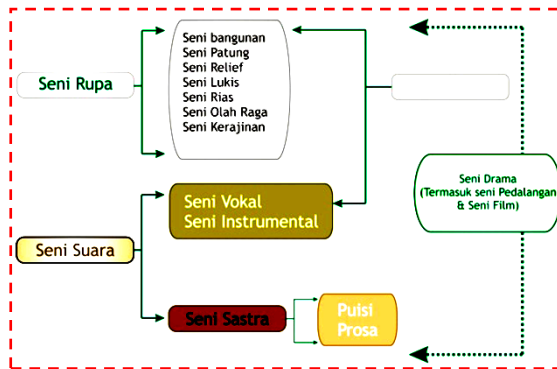 Seni Rupa
Seni bangunan
Seni Patung
Seni Relief
Seni Lukis
Seni Rias
Seni Olah Raga
Seni Kerajinan
Seni Drama
(Termasuk seni Pedalangan
& Seni Film)
Seni Suara
Seni Vokal
Seni Instrumental
Seni Sastra
Puisi
Prosa